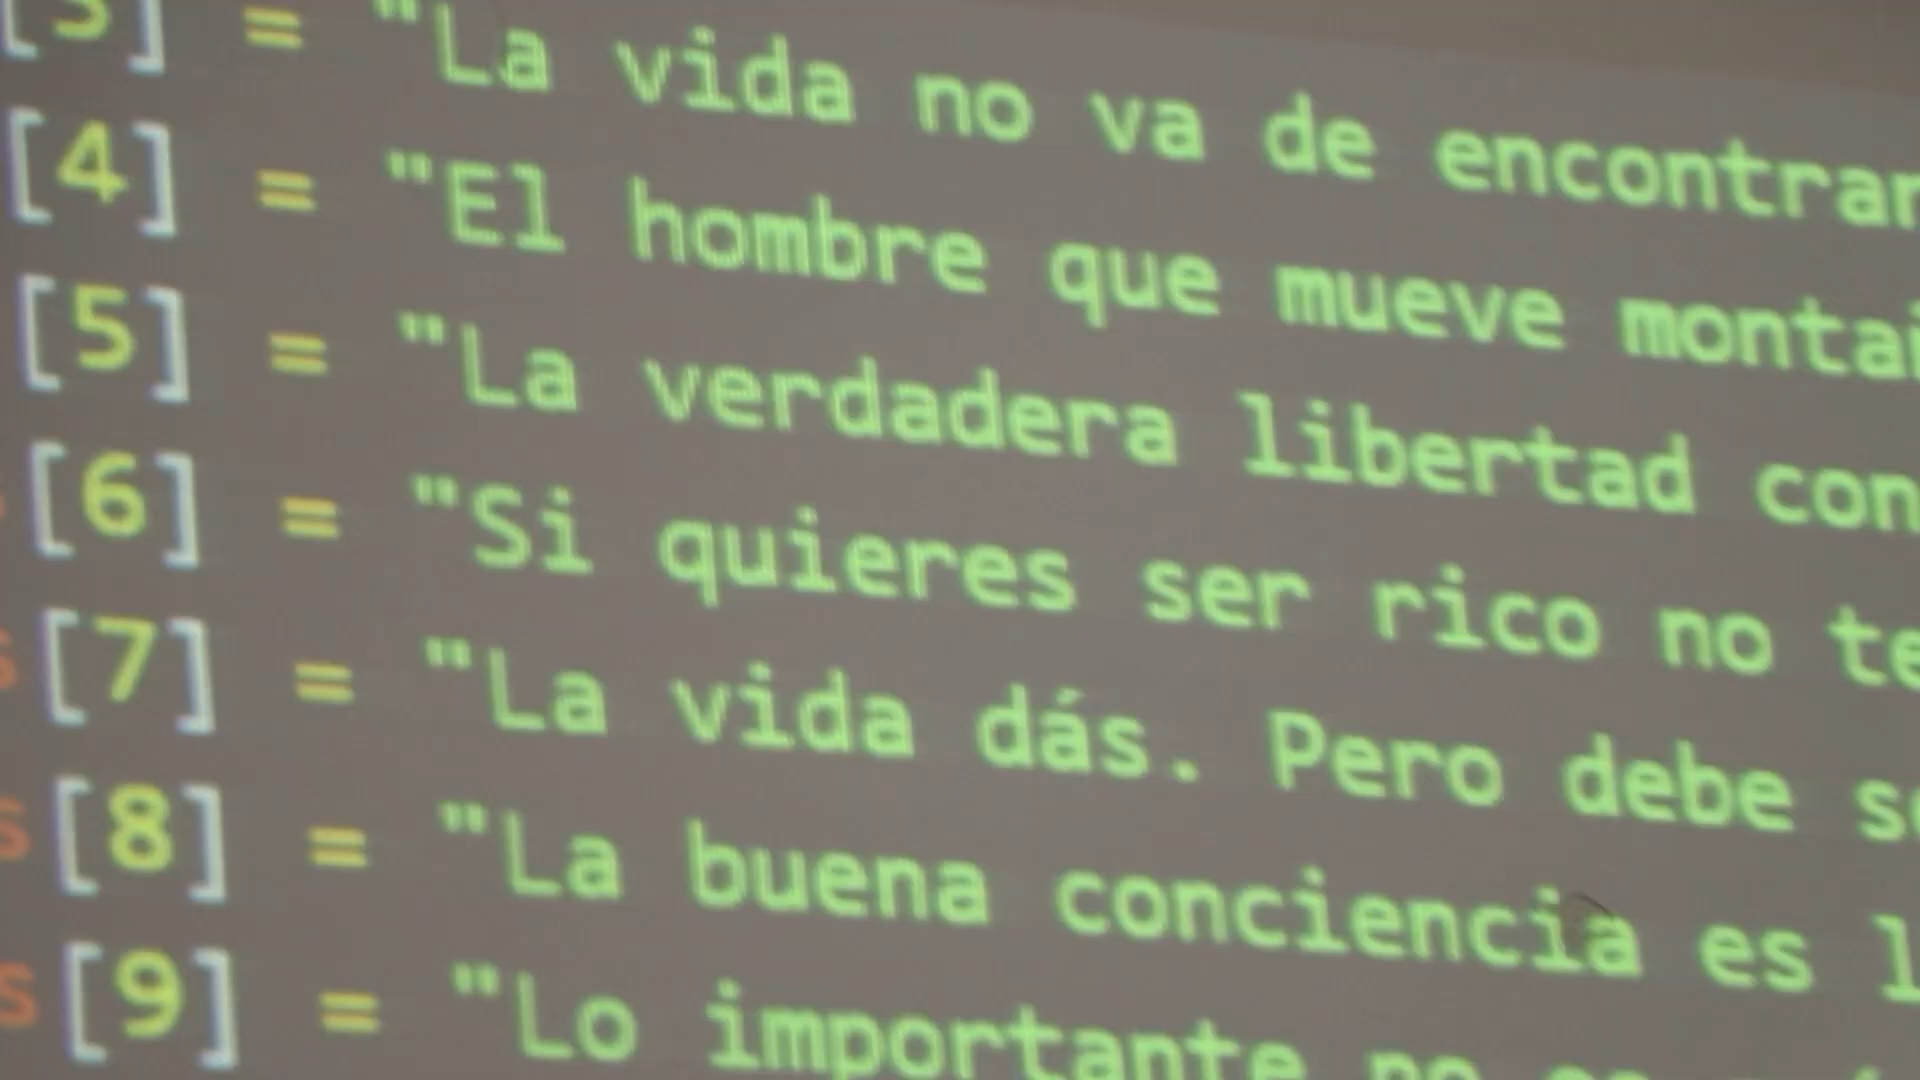 [3] = "La vida no va de encontrar
[4] = "El hombre que mueve monta
[5] = "La verdadera libertad con
[6] = "Si quieres ser rico no te
s[7] = "La vida dás. Pero debe s
s[8] = "La buena conciencia es l
s[9] = "Lo importante no es